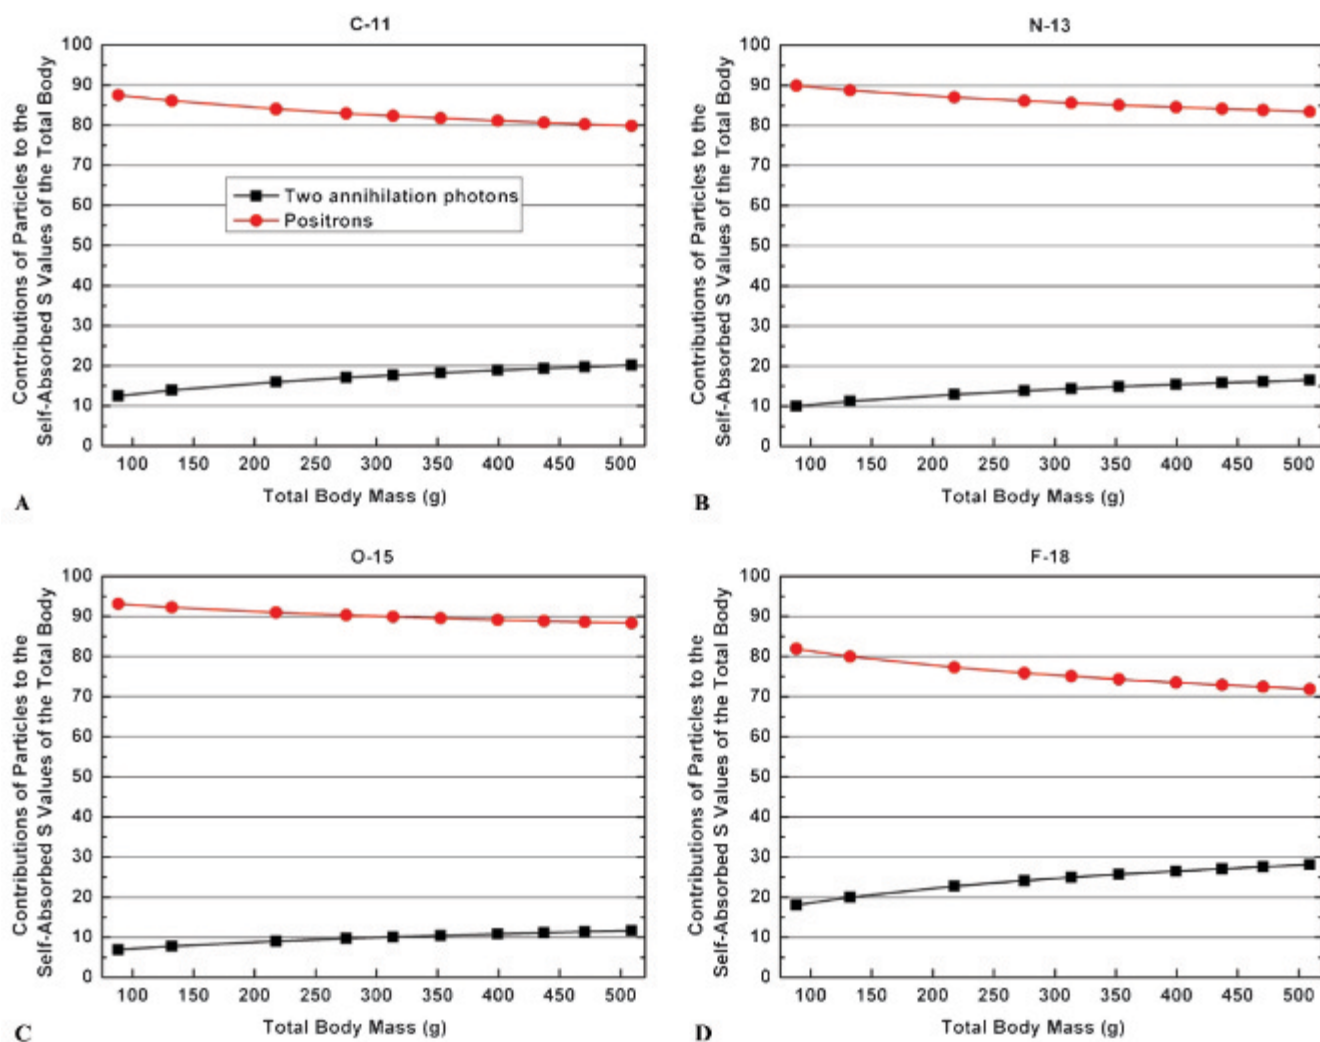 C-11
100
90
80
70
60
50
40
30
20
10
0
Two annihilation photons
Positrons
Contributions of Particles to the
Self-Absorbed S Values of the Total Body
100 150 200 250 300 350 400 450 500
Total Body Mass (g)
A
N-13
100
90
80
70
60
50
40
30
20
10
0
Contributions of Particles to the
Self-Absorbed S Values of the Total Body
100 150 200 250 300 350 400 450 500
Total Body Mass (g)
B
O-15
100
90
80
70
60
50
40
30
20
10
0
Contributions of Particles to the
Self-Absorbed S Values of the Total Body
100 150 200 250 300 350 400 450 500
Total Body Mass (g)
C
F-18
100
90
80
70
60
50
40
30
20
10
0
Contributions of Particles to the
Self-Absorbed S Values of the Total Body
100 150 200 250 300 350 400 450 500
Total Body Mass (g)
D